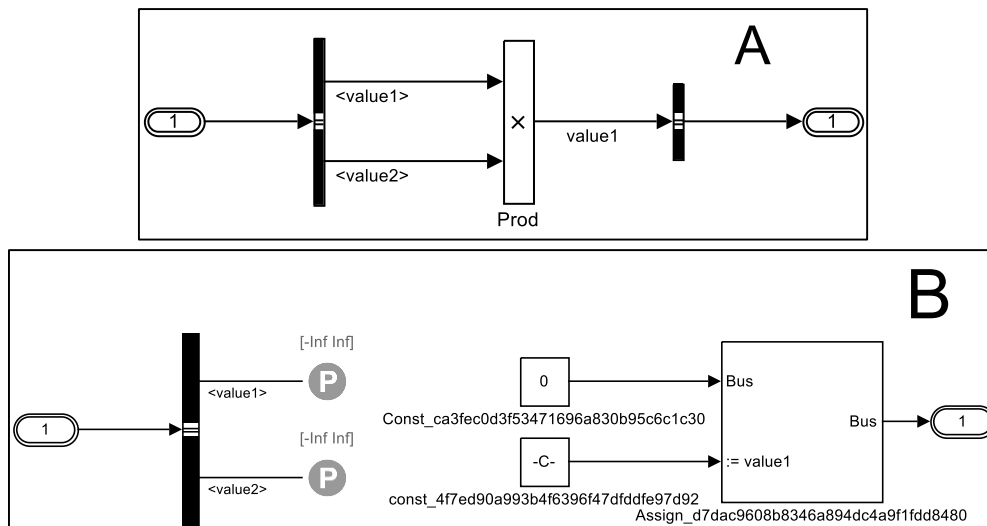 A
<value1>
1
×
value1
1
<value2>
Prod
B
[-Inf Inf]
P
<value1>
0
Bus
Const_ca3fec0d3f53471696a830b95c6c1c30
1
Bus
1
[-Inf Inf]
P
<value2>
-C-
:= value1
const_4f7ed90a993b4f6396f47dfddfe97d92
Assign_d7dac9608b8346a894dc4a9f1fdd8480